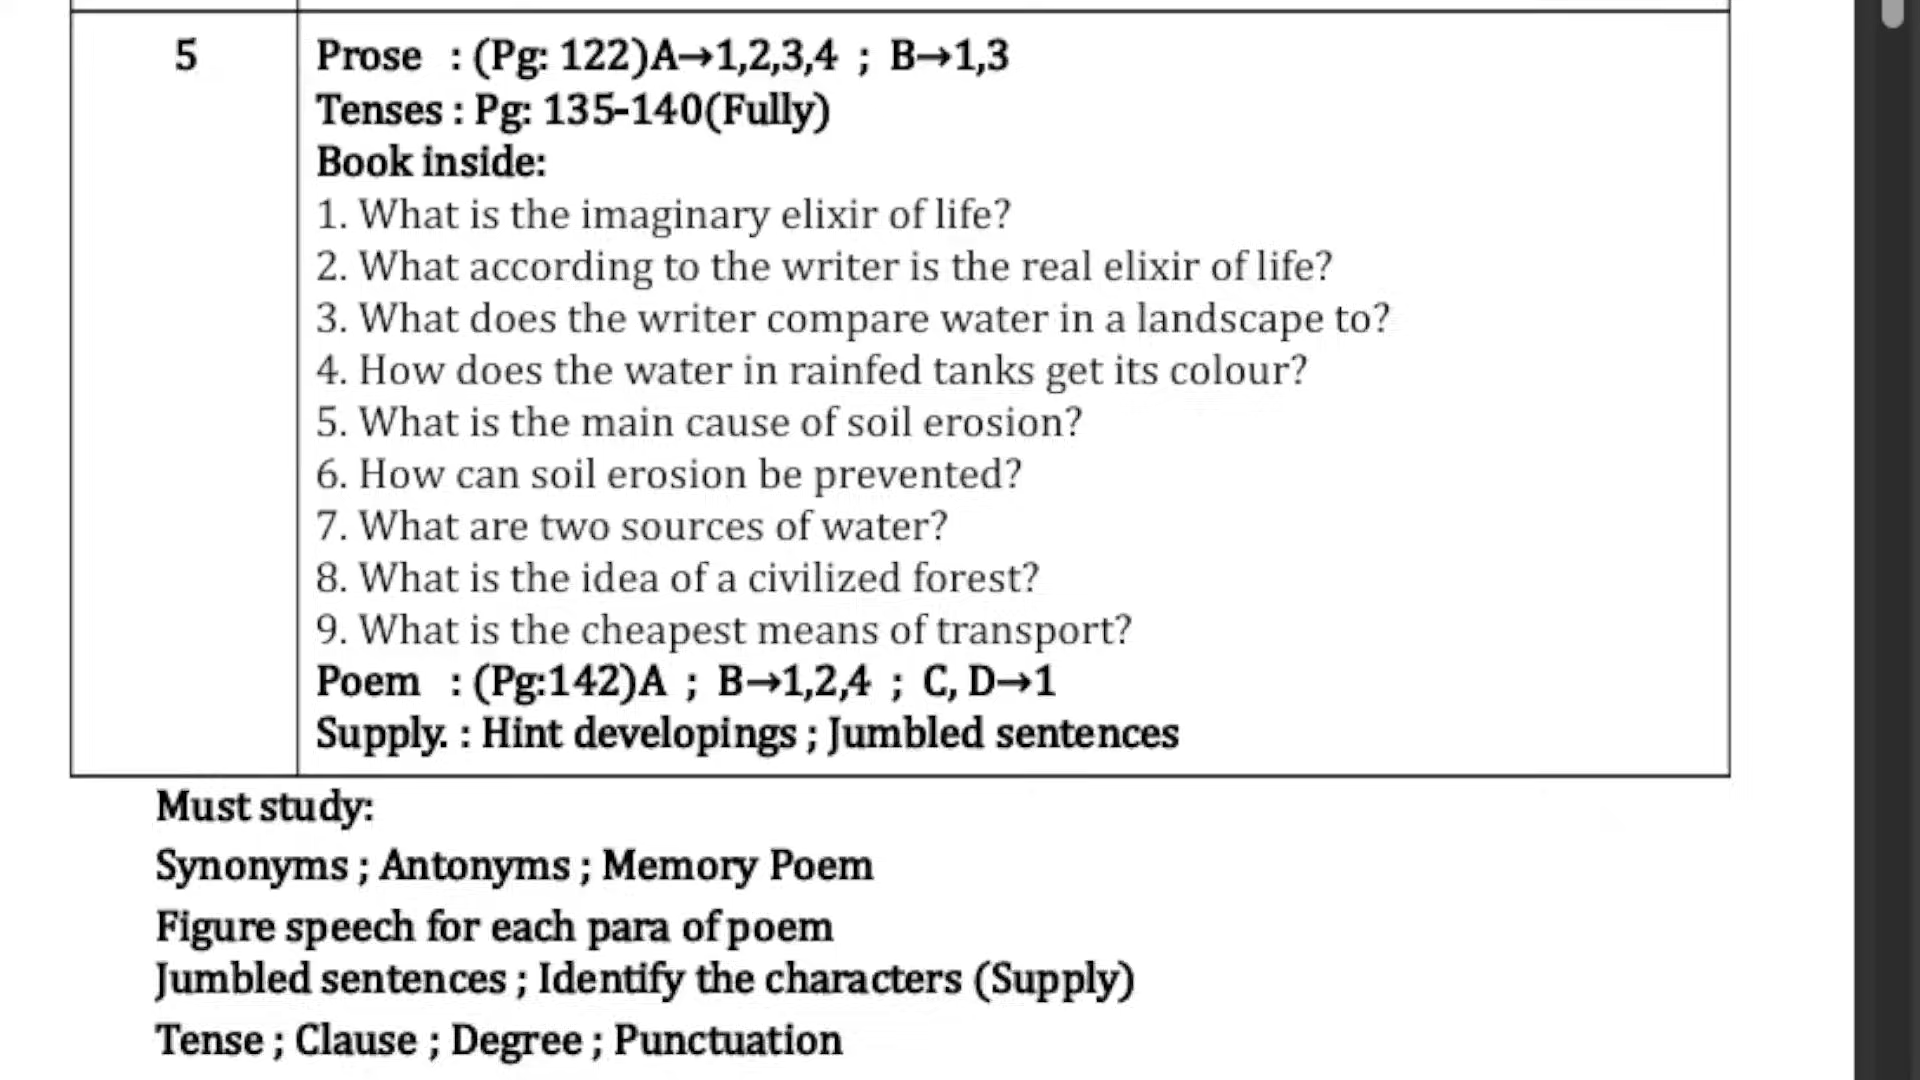 5
Prose : (Pg: 122)A→1,2,3,4 ; B→1,3
Tenses : Pg: 135-140(Fully)
Book inside:
1. What is the imaginary elixir of life?
2. What according to the writer is the real elixir of life?
3. What does the writer compare water in a landscape to?
4. How does the water in rainfed tanks get its colour?
5. What is the main cause of soil erosion?
6. How can soil erosion be prevented?
7. What are two sources of water?
8. What is the idea of a civilized forest?
9. What is the cheapest means of transport?
Poem : (Pg:142)A ; B→1,2,4 ; C, D→1
Supply. : Hint developings ; Jumbled sentences
Must study:
Synonyms ; Antonyms ; Memory Poem
Figure speech for each para of poem
Jumbled sentences ; Identify the characters (Supply)
Tense ; Clause ; Degree ; Punctuation